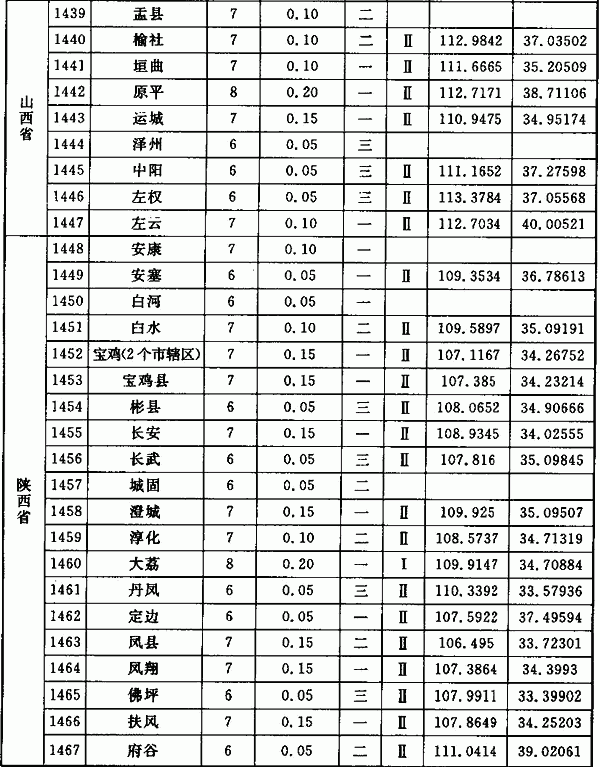 山西省
1439 盂县 7 0.10 二
1440 榆社 7 0.10 二 Ⅱ 112.9842 37.03502
1441 垣曲 7 0.10 一 Ⅱ 111.6665 35.20509
1442 原平 8 0.20 一 Ⅱ 112.7171 38.71106
1443 运城 7 0.15 一 Ⅱ 110.9475 34.95174
1444 泽州 6 0.05 三
1445 中阳 6 0.05 三 Ⅱ 111.1652 37.27598
1446 左权 6 0.05 三 Ⅱ 113.3784 37.05568
1447 左云 7 0.10 一 Ⅱ 112.7034 40.00521
陕西省
1448 安康 7 0.10 一
1449 安塞 6 0.05 一 Ⅱ 109.3534 36.78613
1450 白河 6 0.05 一
1451 白水 7 0.10 二 Ⅱ 109.5897 35.09191
1452 宝鸡(2个市辖区) 7 0.15 一 Ⅱ 107.1167 34.26752
1453 宝鸡县 7 0.15 一 Ⅱ 107.385 34.23214
1454 彬县 6 0.05 三 Ⅱ 108.0652 34.90666
1455 长安 7 0.15 一 Ⅱ 108.9345 34.02555
1456 长武 6 0.05 三 Ⅱ 107.816 35.09845
1457 城固 6 0.05 二
1458 澄城 7 0.15 一 Ⅱ 109.925 35.09507
1459 淳化 7 0.10 二 Ⅱ 108.5737 34.71319
1460 大荔 8 0.20 一 Ⅰ 109.9147 34.70884
1461 丹凤 6 0.05 三 Ⅱ 110.3392 33.57936
1462 定边 6 0.05 一 Ⅱ 107.5922 37.49594
1463 凤县 7 0.15 二 Ⅱ 106.495 33.72301
1464 凤翔 7 0.15 一 Ⅱ 107.3864 34.3993
1465 佛坪 6 0.05 三 Ⅱ 107.9911 33.39902
1466 扶风 7 0.15 一 Ⅱ 107.8649 34.25203
1467 府谷 6 0.05 二 Ⅱ 111.0414 39.02061